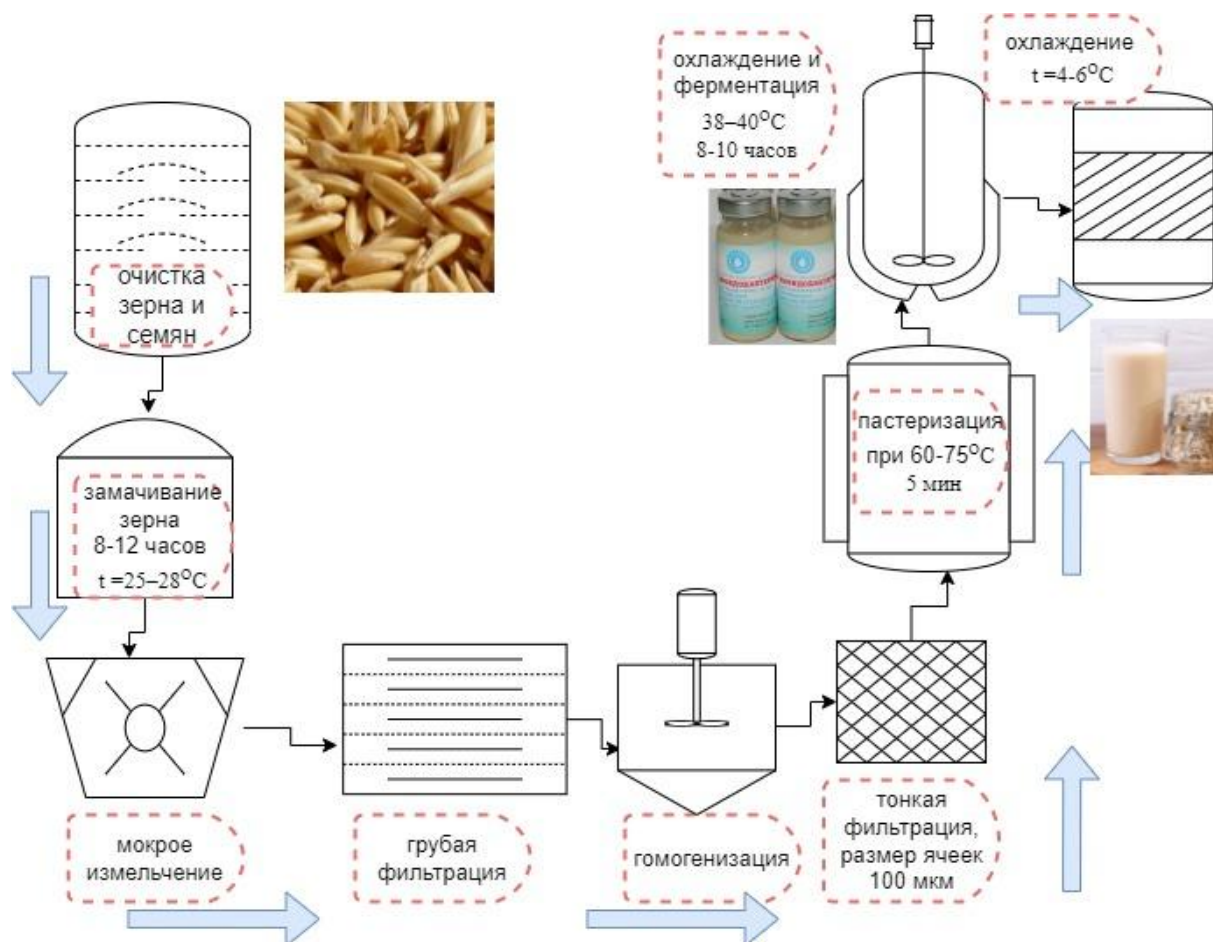 очистка
зерна и
семян
замачивание
зерна
8-12 часов
t =25–28°C
мокрое
измельчение
грубая
фильтрация
гомогенизация
тонкая
фильтрация,
размер ячеек
100 мкм
пастеризация
при 60-75°C
5 мин
охлаждение и
ферментация
38–40°C
8-10 часов
охлаждение
t =4-6°C